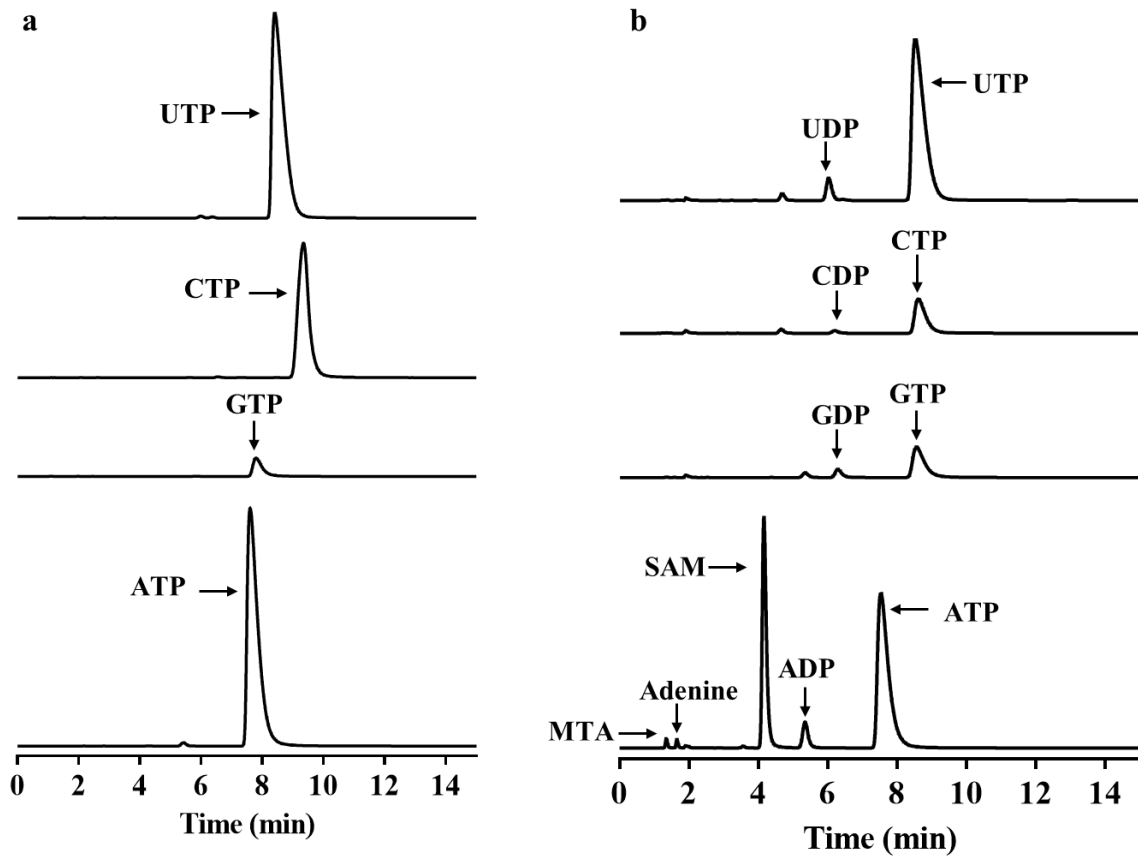 a
UTP
CTP
GTP
ATP
0 2 4 6 8 10 12 14
Time (min)
b
UTP
UDP
CTP
CDP
GTP
GDP
SAM
ATP
ADP
Adenine
MTA
0 2 4 6 8 10 12 14
Time (min)